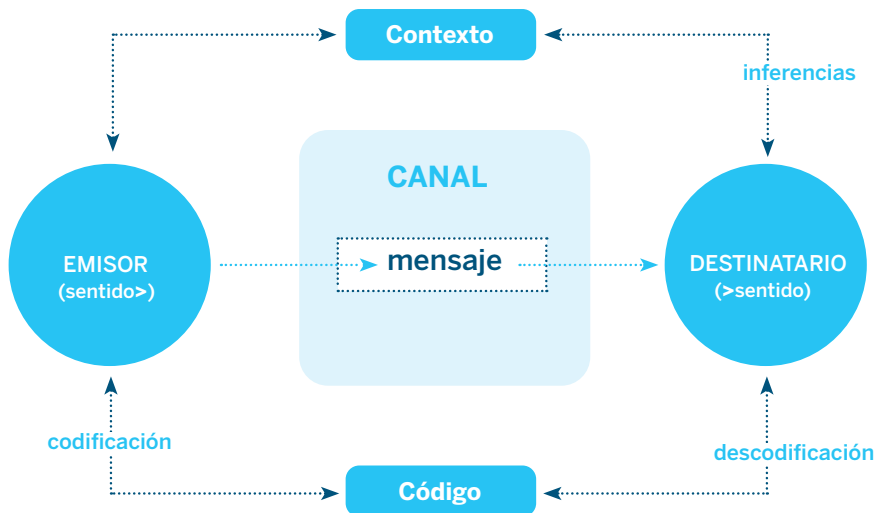 Contexto
inferencias
CANAL
mensaje
EMISOR
(sentido>)
DESTINATARIO
(>sentido)
codificación
descodificación
Código